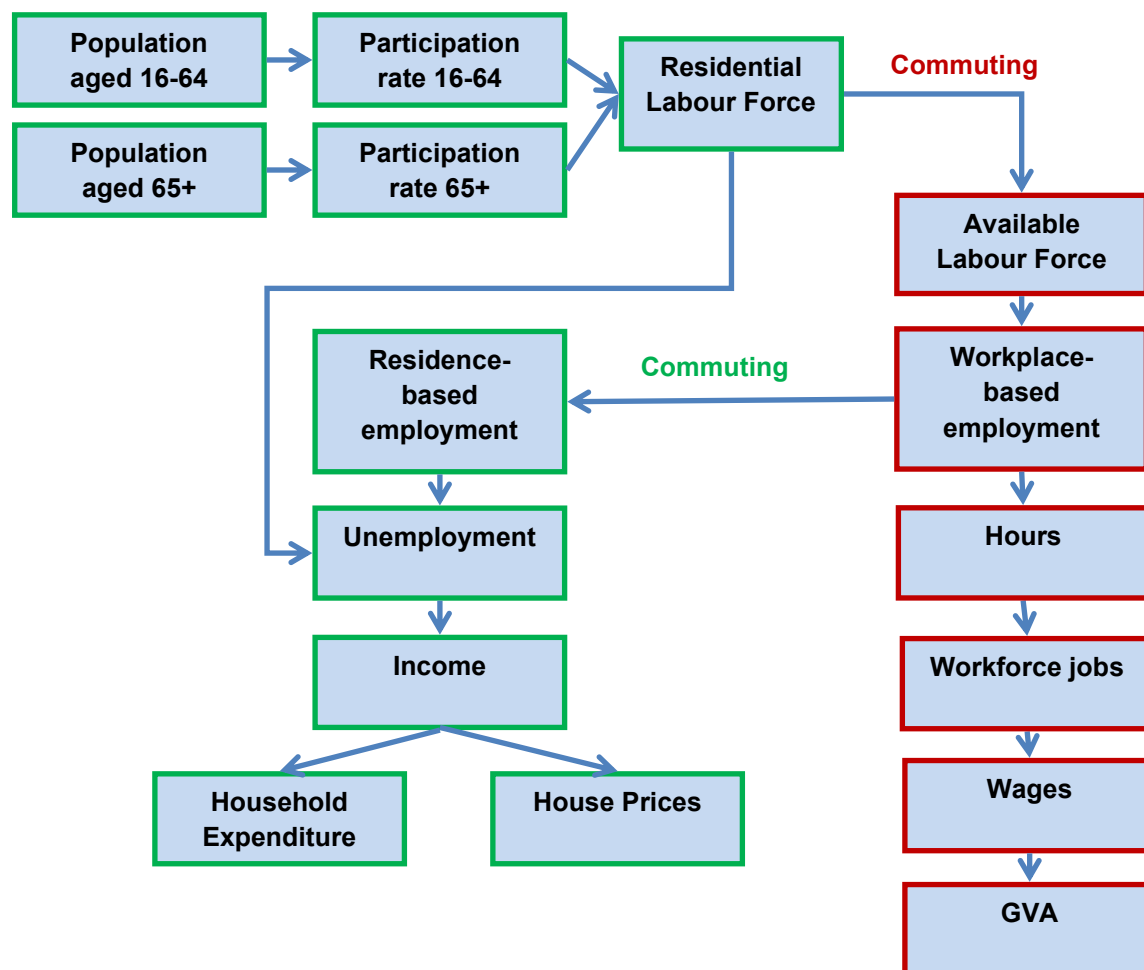 Population
aged 16-64
Participation
rate 16-64
Residential
Labour Force
Commuting
Population
aged 65+
Participation
rate 65+
Available
Labour Force
Residence-
based
employment
Commuting
Workplace-
based
employment
Unemployment
Hours
Income
Workforce jobs
Household
Expenditure
House Prices
Wages
GVA